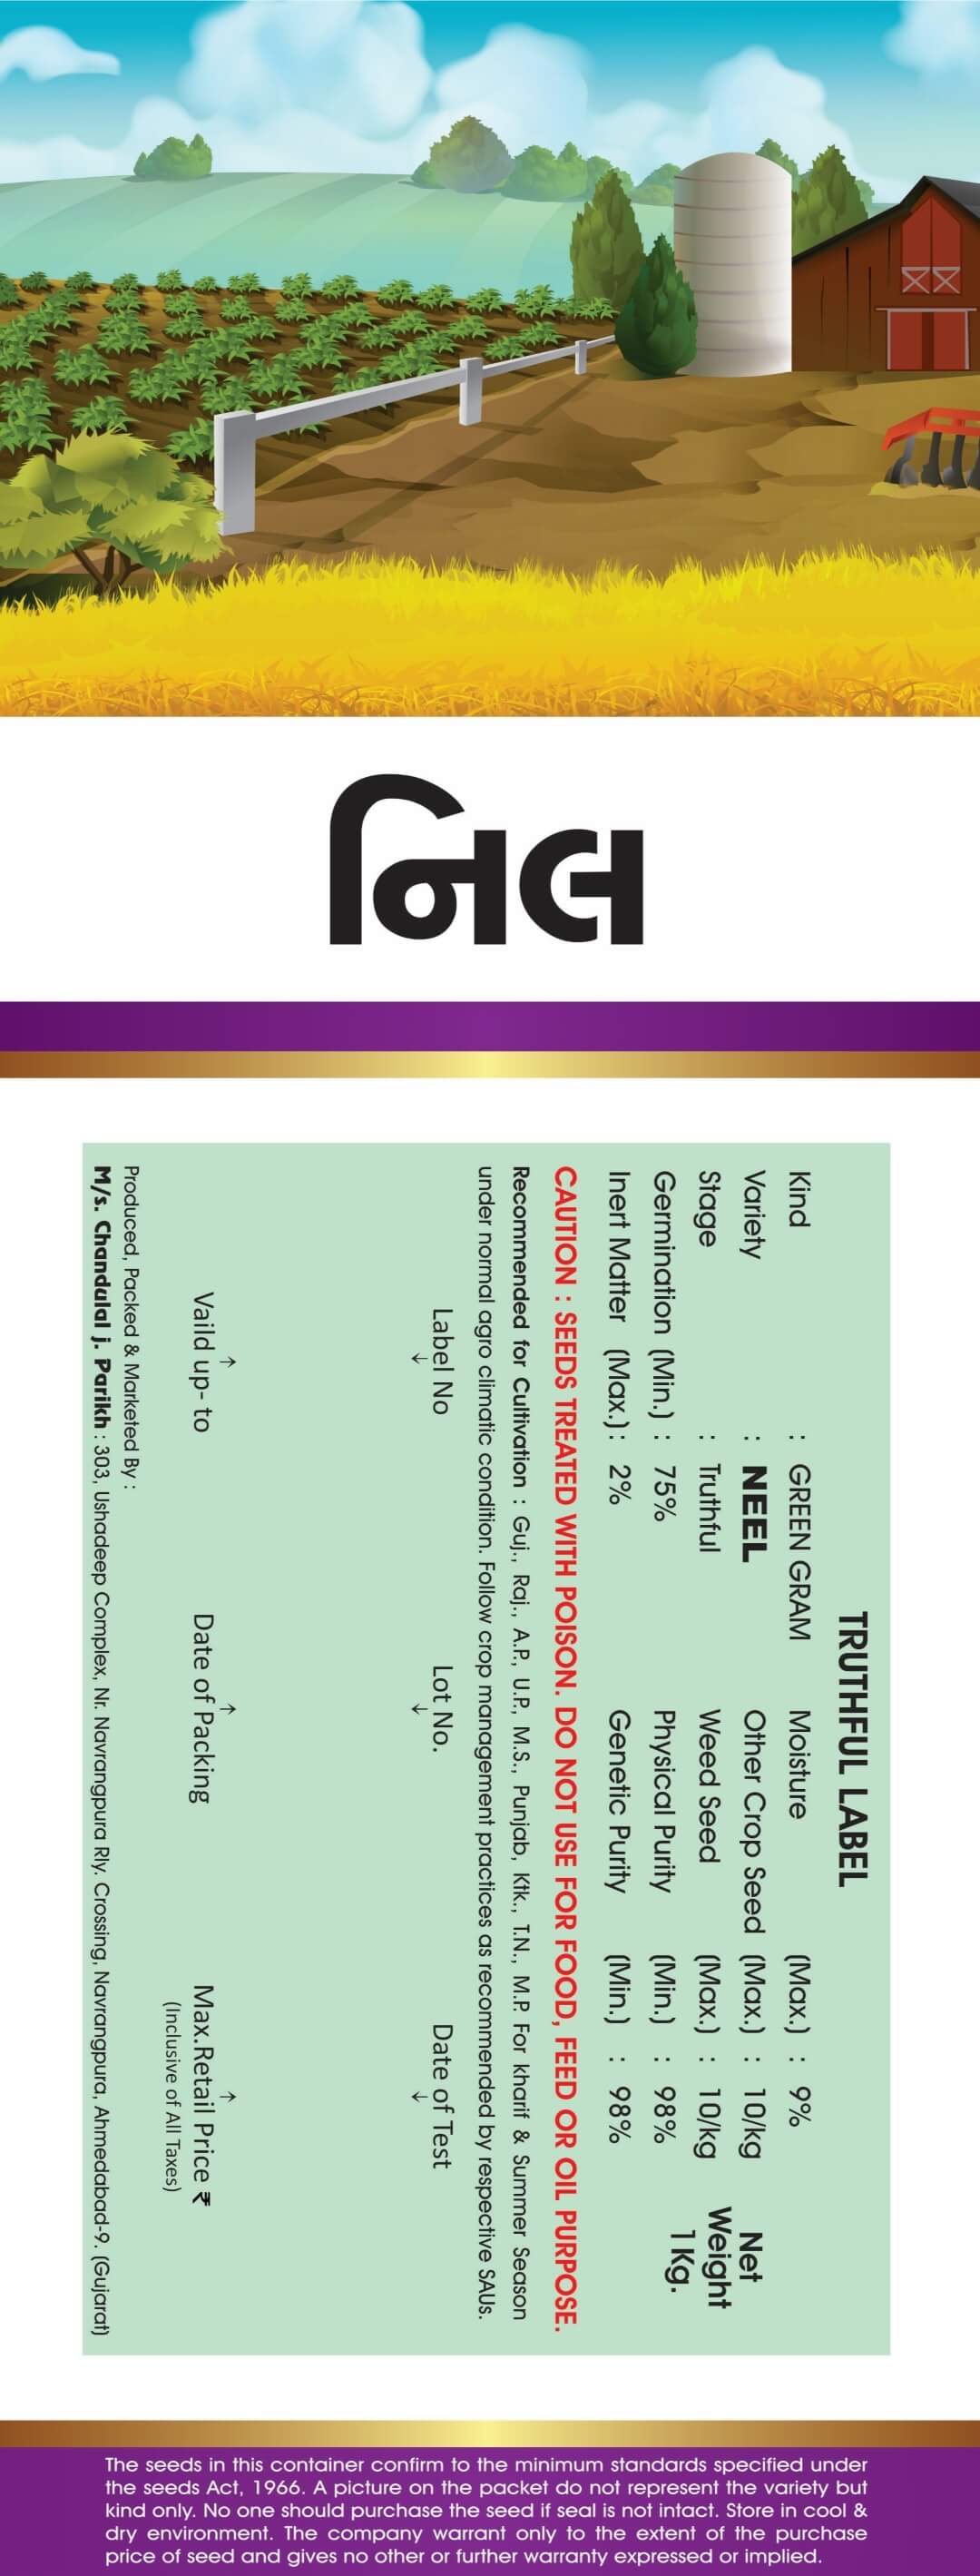 નિલ
TRUTHFUL LABEL
Kind : GREEN GRAM Moisture (Max.) : 9%
Variety : NEEL Other Crop Seed (Max.) : 10/kg
Stage : Truthful Weed Seed (Max.) : 10/kg
Germination (Min.) : 75% Physical Purity (Min.) : 98%
Inert Matter (Max.) : 2% Genetic Purity (Min.) : 98%
Net
Weight
1 Kg.
CAUTION : SEEDS TREATED WITH POISON. DO NOT USE FOR FOOD, FEED OR OIL PURPOSE.
Recommended for Cultivation : Guj., Raj., A.P., U.P., M.S., Punjab, Ktk., T.N., M.P. For kharif & Summer Season
under normal agro climatic condition. Follow crop management practices as recommended by respective SAUs.
Label No Lot No. Date of Test
↓ ↓ ↓
↑ ↑ ↑
Vaild up- to Date of Packing Max.Retail Price ₹
(Inclusive of All Taxes)
Produced, Packed & Marketed By :
M/s. Chandulal j. Parikh : 303, Ushadeep Complex, Nr. Navrangpura Rly. Crossing, Navrangpura, Ahmedabad-9. (Gujarat)
The seeds in this container confirm to the minimum standards specified under
the seeds Act, 1966. A picture on the packet do not represent the variety but
kind only. No one should purchase the seed if seal is not intact. Store in cool &
dry environment. The company warrant only to the extent of the purchase
price of seed and gives no other or further warranty expressed or implied.